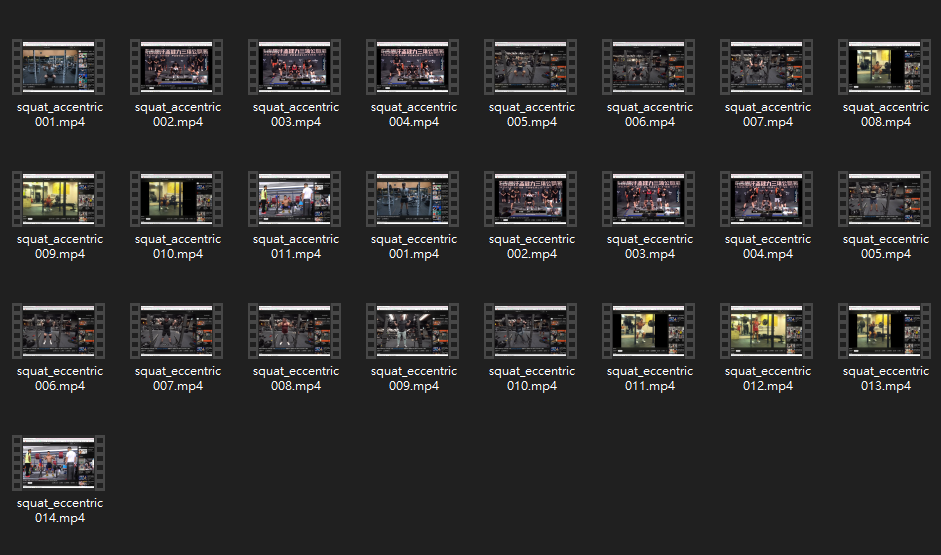 squat_accentric
001.mp4
squat_accentric
002.mp4
squat_accentric
003.mp4
squat_accentric
004.mp4
squat_accentric
005.mp4
squat_accentric
006.mp4
squat_accentric
007.mp4
squat_accentric
008.mp4
squat_accentric
009.mp4
squat_accentric
010.mp4
squat_accentric
011.mp4
squat_eccentric
001.mp4
squat_eccentric
002.mp4
squat_eccentric
003.mp4
squat_eccentric
004.mp4
squat_eccentric
005.mp4
squat_eccentric
006.mp4
squat_eccentric
007.mp4
squat_eccentric
008.mp4
squat_eccentric
009.mp4
squat_eccentric
010.mp4
squat_eccentric
011.mp4
squat_eccentric
012.mp4
squat_eccentric
013.mp4
squat_eccentric
014.mp4